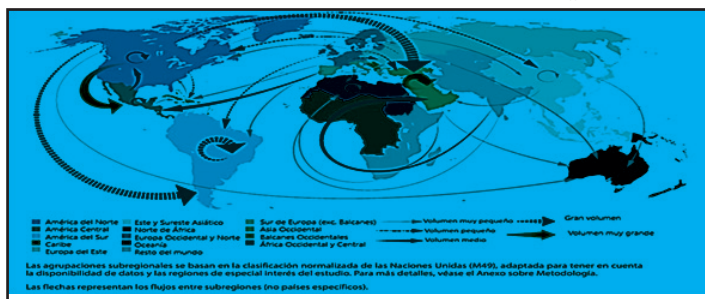 América del Norte Este y Sureste Asiático Sur de Europa (exc. Balcanes) Volumen muy pequeño Gran volumen
América Central Norte de África Asia Occidental Volumen pequeño
América del Sur Europa Occidental y Norte Balcanes Occidentales Volumen medio Volumen muy grande
Caribe Oceanía África Occidental y Central
Europa del Este Resto del mundo
Las agrupaciones subregionales se basan en la clasificación normalizada de las Naciones Unidas (M49), adaptada para tener en cuenta
la disponibilidad de datos y las regiones de especial interés del estudio. Para más detalles, véase el Anexo sobre Metodología.
Las flechas representan los flujos entre subregiones (no países específicos).